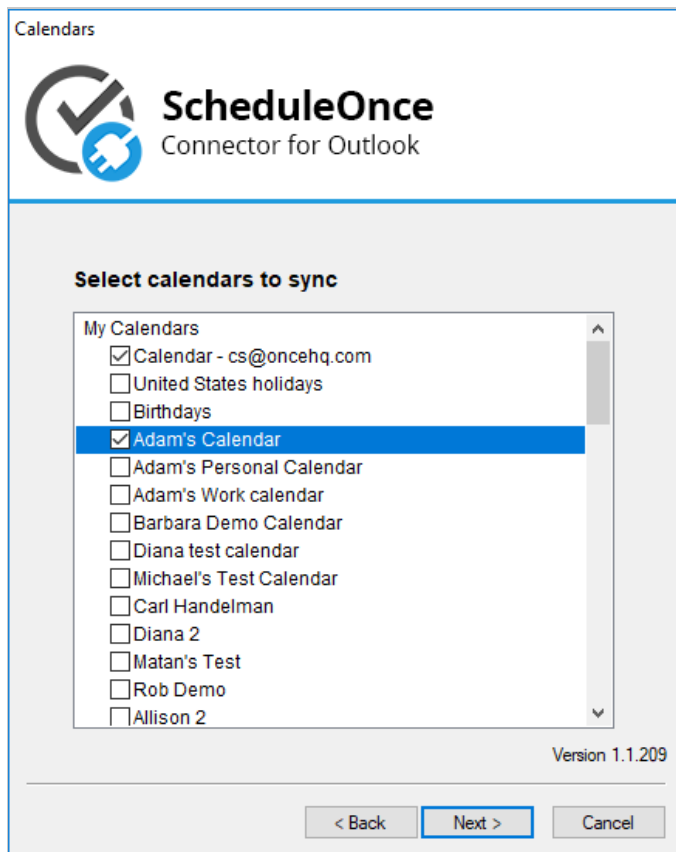 Calendars
ScheduleOnce
Connector for Outlook
Select calendars to sync
My Calendars
Calendar - cs@oncehq.com
United States holidays
Birthdays
Adam's Calendar
Adam's Personal Calendar
Adam's Work calendar
Barbara Demo Calendar
Diana test calendar
Michael's Test Calendar
Carl Handelman
Diana 2
Matan's Test
Rob Demo
Allison 2
Version 1.1.209
< Back Next > Cancel